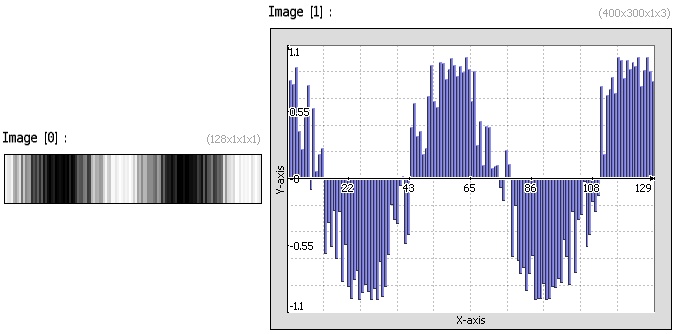 Image [1] : (400x300x1x3)
1.1
0.55
Image [0] : (128x1x1x1)
Y-axis
-0
22 43 65 86 108 129
-0.55
-1.1
X-axis